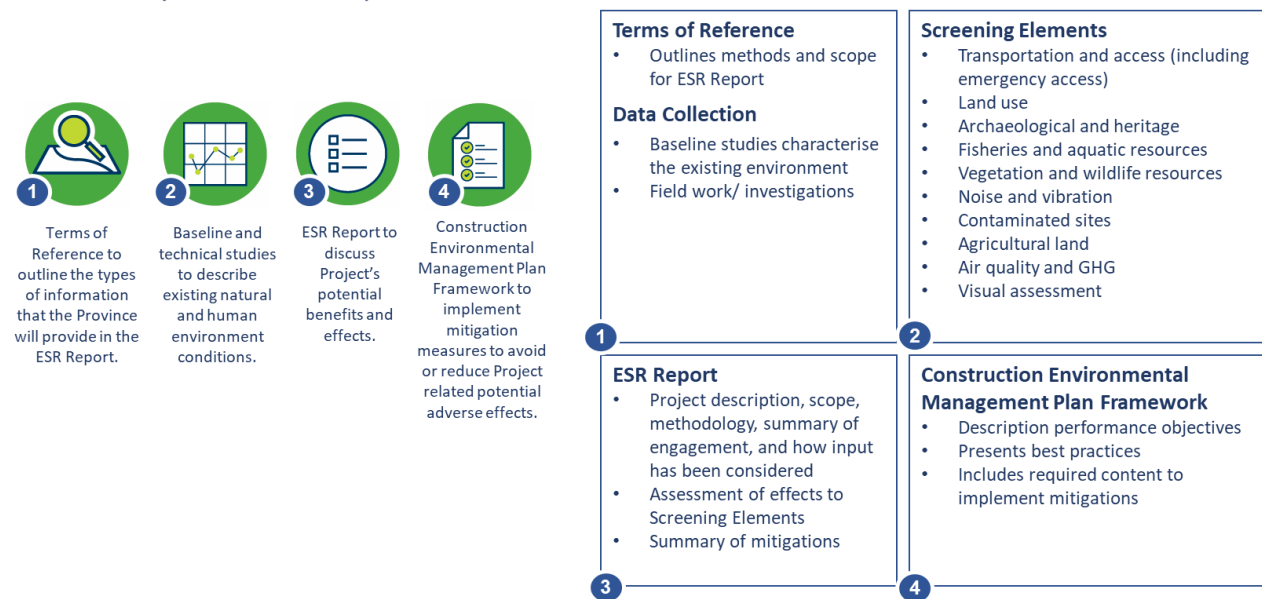 1
Terms of
Reference to
outline the types
of information
that the Province
will provide in the
ESR Report.
2
Baseline and
technical studies
to describe
existing natural
and human
environment
conditions.
3
ESR Report to
discuss
Project's
potential
benefits and
effects.
4
Construction
Environmental
Management Plan
Framework to
implement
mitigation
measures to avoid
or reduce Project
related potential
adverse effects.
Terms of Reference
• Outlines methods and scope
for ESR Report
Data Collection
• Baseline studies characterise
the existing environment
• Field work/ investigations
1
Screening Elements
• Transportation and access (including
emergency access)
• Land use
• Archaeological and heritage
• Fisheries and aquatic resources
• Vegetation and wildlife resources
• Noise and vibration
• Contaminated sites
• Agricultural land
• Air quality and GHG
• Visual assessment
2
ESR Report
• Project description, scope,
methodology, summary of
engagement, and how input
has been considered
• Assessment of effects to
Screening Elements
• Summary of mitigations
3
Construction Environmental
Management Plan Framework
• Description performance objectives
• Presents best practices
• Includes required content to
implement mitigations
4